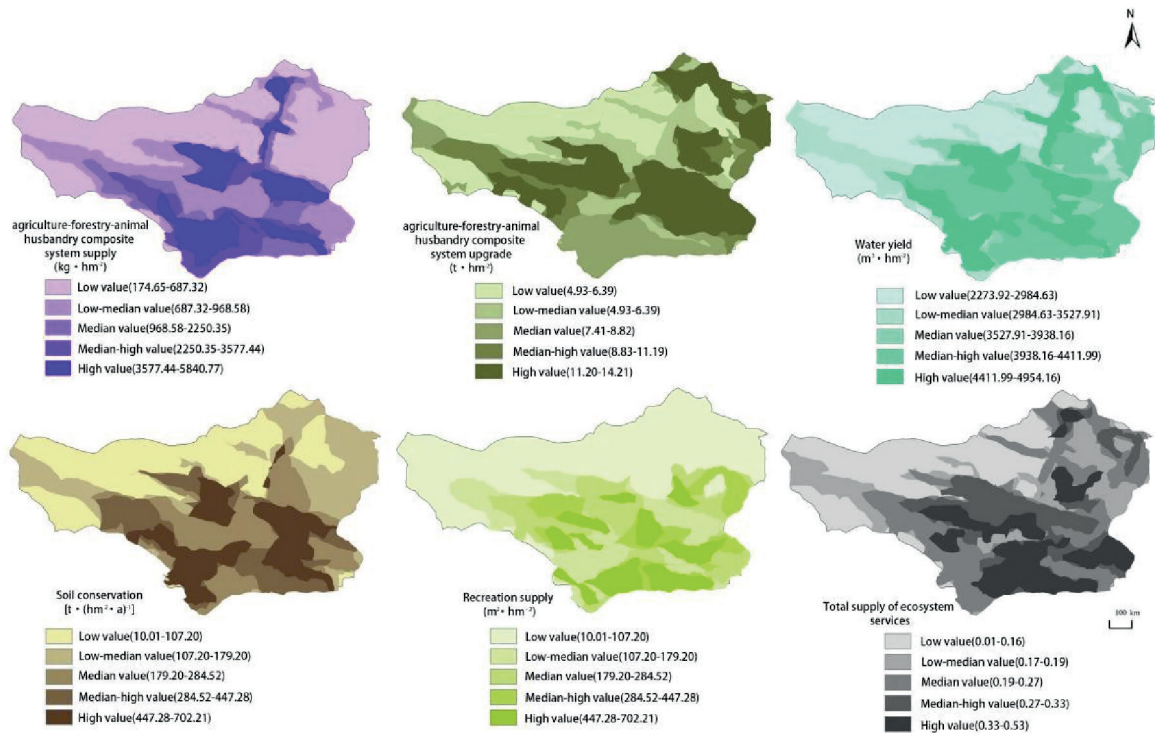 N
agriculture-forestry-animal
husbandry composite
system supply
(kg・hm⁻²)
Low value(174.65-687.32)
Low-median value(687.32-968.58)
Median value(968.58-2250.35)
Median-high value(2250.35-3577.44)
High value(3577.44-5840.77)
agriculture-forestry-animal
husbandry composite
system upgrade
(t・hm⁻²)
Low value(4.93-6.39)
Low-median value(4.93-6.39)
Median value(7.41-8.82)
Median-high value(8.83-11.19)
High value(11.20-14.21)
Water yield
(m³・hm⁻²)
Low value(2273.92-2984.63)
Low-median value(2984.63-3527.91)
Median value(3527.91-3938.16)
Median-high value(3938.16-4411.99)
High value(4411.99-4954.16)
Soil conservation
[t・(hm²・a)⁻¹]
Low value(10.01-107.20)
Low-median value(107.20-179.20)
Median value(179.20-284.52)
Median-high value(284.52-447.28)
High value(447.28-702.21)
Recreation supply
(m²・hm⁻²)
Low value(10.01-107.20)
Low-median value(107.20-179.20)
Median value(179.20-284.52)
Median-high value(284.52-447.28)
High value(447.28-702.21)
Total supply of ecosystem
services
Low value(0.01-0.16)
Low-median value(0.17-0.19)
Median value(0.19-0.27)
Median-high value(0.27-0.33)
High value(0.33-0.53)
100 km